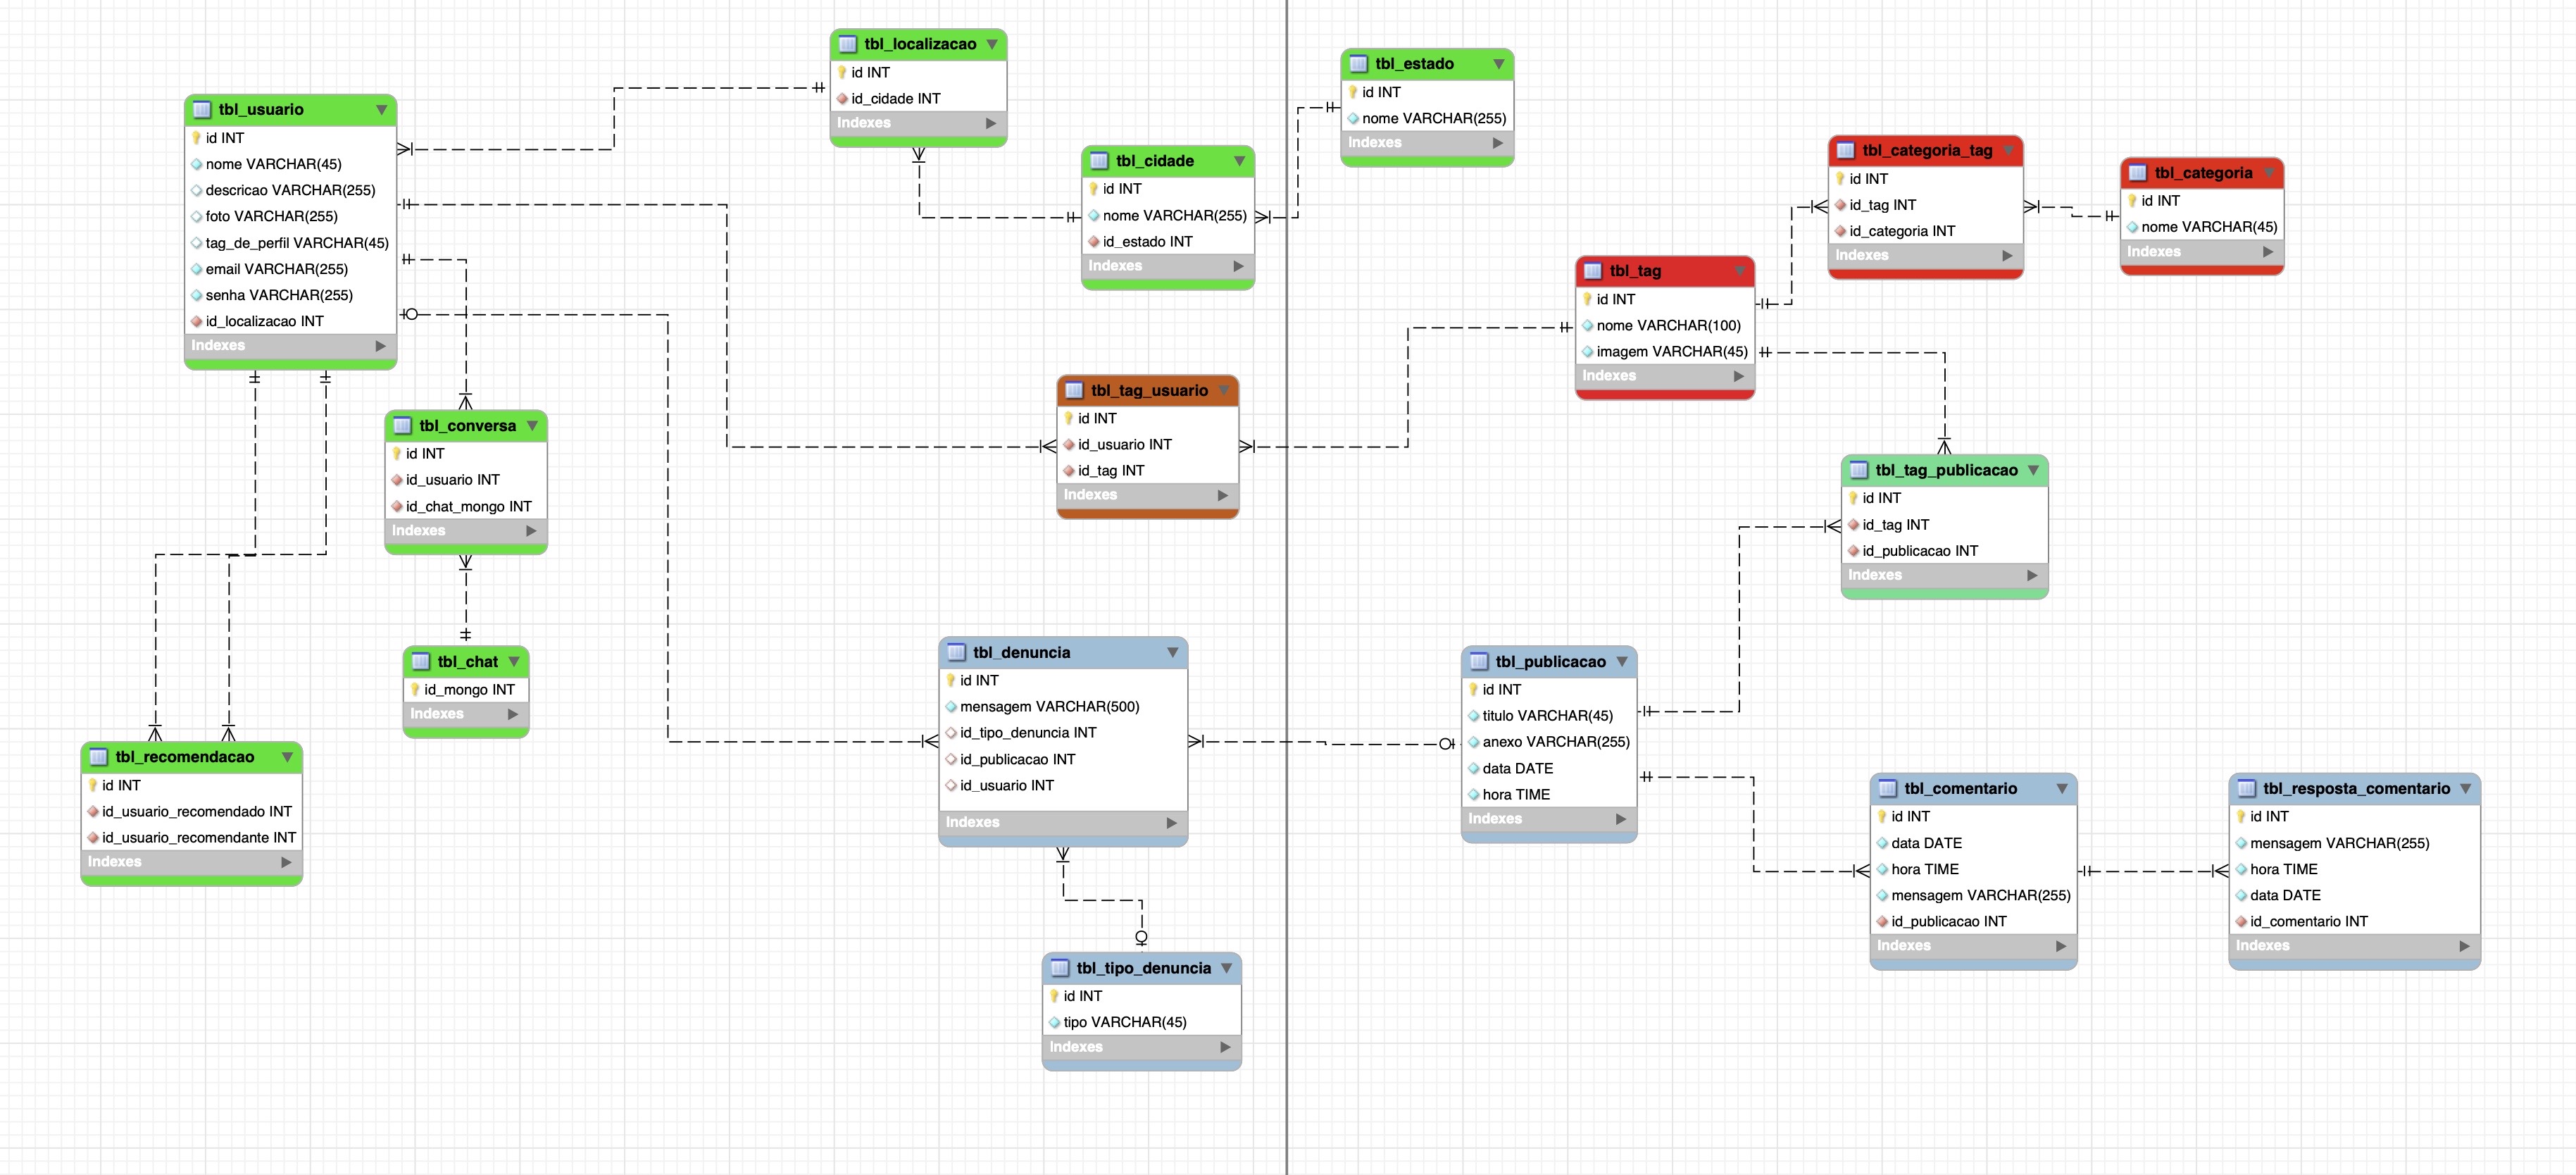 tbl_localizacao
id INT
id_cidade INT
Indexes
tbl_estado
id INT
nome VARCHAR(255)
Indexes
tbl_usuario
id INT
nome VARCHAR(45)
descricao VARCHAR(255)
foto VARCHAR(255)
tag_de_perfil VARCHAR(45)
email VARCHAR(255)
senha VARCHAR(255)
id_localizacao INT
Indexes
tbl_cidade
id INT
nome VARCHAR(255)
id_estado INT
Indexes
tbl_categoria_tag
id INT
id_tag INT
id_categoria INT
Indexes
tbl_categoria
id INT
nome VARCHAR(45)
Indexes
tbl_tag
id INT
nome VARCHAR(100)
imagem VARCHAR(45)
Indexes
tbl_tag_usuario
id INT
id_usuario INT
id_tag INT
Indexes
tbl_conversa
id INT
id_usuario INT
id_chat_mongo INT
Indexes
tbl_tag_publicacao
id INT
id_tag INT
id_publicacao INT
Indexes
tbl_chat
id_mongo INT
Indexes
tbl_denuncia
id INT
mensagem VARCHAR(500)
id_tipo_denuncia INT
id_publicacao INT
id_usuario INT
Indexes
tbl_publicacao
id INT
titulo VARCHAR(45)
anexo VARCHAR(255)
data DATE
hora TIME
Indexes
tbl_recomendacao
id INT
id_usuario_recomendado INT
id_usuario_recomendante INT
Indexes
tbl_comentario
id INT
data DATE
hora TIME
mensagem VARCHAR(255)
id_publicacao INT
Indexes
tbl_resposta_comentario
id INT
mensagem VARCHAR(255)
hora TIME
data DATE
id_comentario INT
Indexes
tbl_tipo_denuncia
id INT
tipo VARCHAR(45)
Indexes